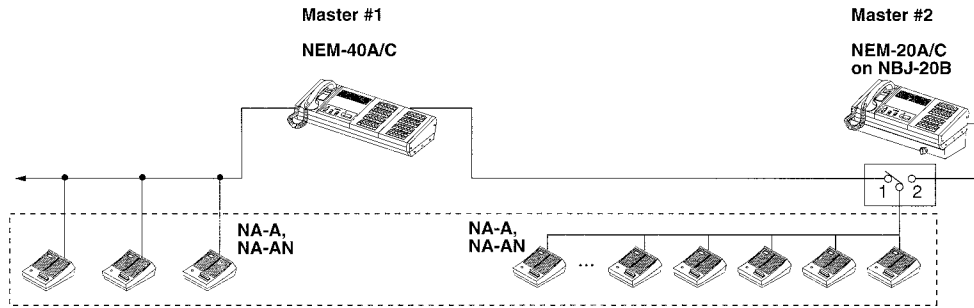 Master #1
NEM-40A/C
Master #2
NEM-20A/C
on NBJ-20B
1 2
NA-A,
NA-AN
NA-A,
NA-AN
...